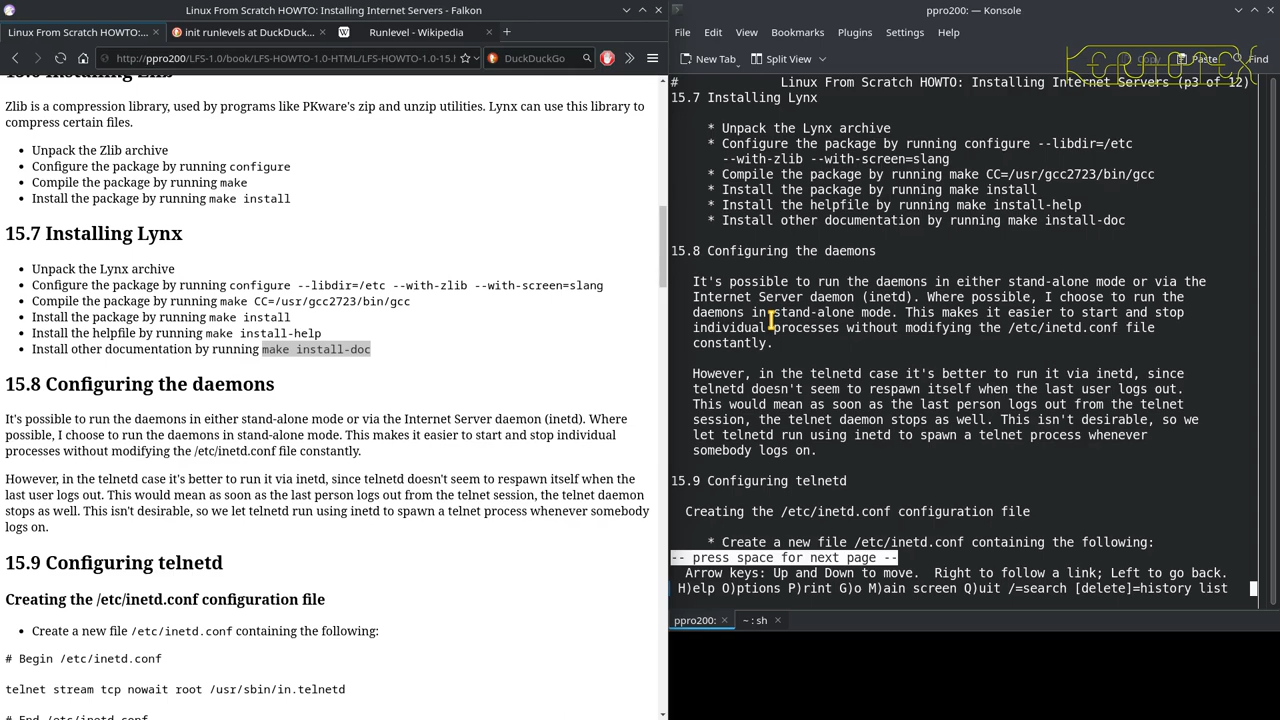 Linux From Scratch HOWTO: Installing Internet Servers - Falkon
Linux From Scratch HOWTO:...
init runlevels at DuckDuck...
Runlevel - Wikipedia
http://ppro200/LFS-1.0/book/LFS-HOWTO-1.0-HTML/LFS-HOWTO-1.0-15.
DuckDuckGo
15.6 Installing Zlib
Zlib is a compression library, used by programs like PKware's zip and unzip utilities. Lynx can use this library to
compress certain files.
• Unpack the Zlib archive
• Configure the package by running configure
• Compile the package by running make
• Install the package by running make install
15.7 Installing Lynx
• Unpack the Lynx archive
• Configure the package by running configure --libdir=/etc --with-zlib --with-screen=slang
• Compile the package by running make CC=/usr/gcc2723/bin/gcc
• Install the package by running make install
• Install the helpfile by running make install-help
• Install other documentation by running make install-doc
15.8 Configuring the daemons
It's possible to run the daemons in either stand-alone mode or via the Internet Server daemon (inetd). Where
possible, I choose to run the daemons in stand-alone mode. This makes it easier to start and stop individual
processes without modifying the /etc/inetd.conf file constantly.
However, in the telnetd case it's better to run it via inetd, since telnetd doesn't seem to respawn itself when the
last user logs out. This would mean as soon as the last person logs out from the telnet session, the telnet daemon
stops as well. This isn't desirable, so we let telnetd run using inetd to spawn a telnet process whenever somebody
logs on.
15.9 Configuring telnetd
Creating the /etc/inetd.conf configuration file
• Create a new file /etc/inetd.conf containing the following:
# Begin /etc/inetd.conf
telnet stream tcp nowait root /usr/sbin/in.telnetd
# End /etc/inetd.conf
ppro200: — Konsole
File Edit View Bookmarks Plugins Settings Help
New Tab Split View Copy Paste Find
# Linux From Scratch HOWTO: Installing Internet Servers (p3 of 12)
15.7 Installing Lynx
* Unpack the Lynx archive
* Configure the package by running configure --libdir=/etc
--with-zlib --with-screen=slang
* Compile the package by running make CC=/usr/gcc2723/bin/gcc
* Install the package by running make install
* Install the helpfile by running make install-help
* Install other documentation by running make install-doc
15.8 Configuring the daemons
It's possible to run the daemons in either stand-alone mode or via the
Internet Server daemon (inetd). Where possible, I choose to run the
daemons in stand-alone mode. This makes it easier to start and stop
individual processes without modifying the /etc/inetd.conf file
constantly.
However, in the telnetd case it's better to run it via inetd, since
telnetd doesn't seem to respawn itself when the last user logs out.
This would mean as soon as the last person logs out from the telnet
session, the telnet daemon stops as well. This isn't desirable, so we
let telnetd run using inetd to spawn a telnet process whenever
somebody logs on.
15.9 Configuring telnetd
Creating the /etc/inetd.conf configuration file
* Create a new file /etc/inetd.conf containing the following:
-- press space for next page --
Arrow keys: Up and Down to move. Right to follow a link; Left to go back.
H)elp O)ptions P)rint G)o M)ain screen Q)uit /=search [delete]=history list
ppro200:
~ : sh